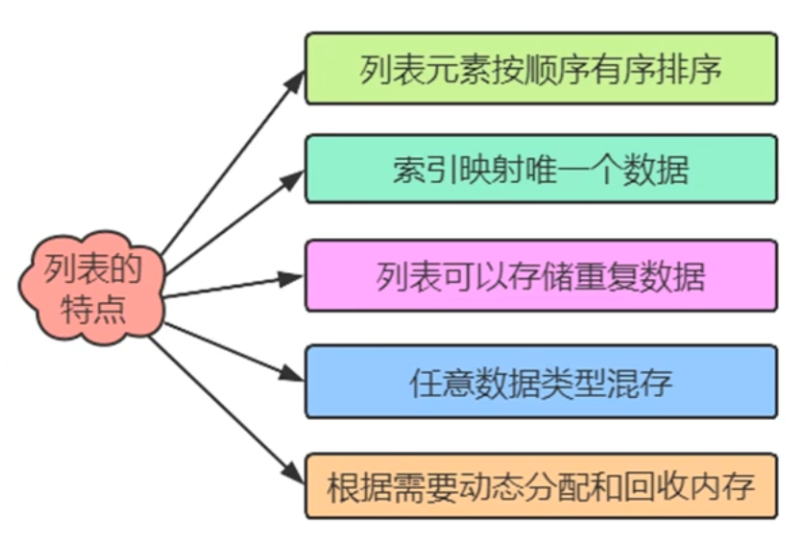 列表的
特点
列表元素按顺序有序排序
索引映射唯一个数据
列表可以存储重复数据
任意数据类型混存
根据需要动态分配和回收内存